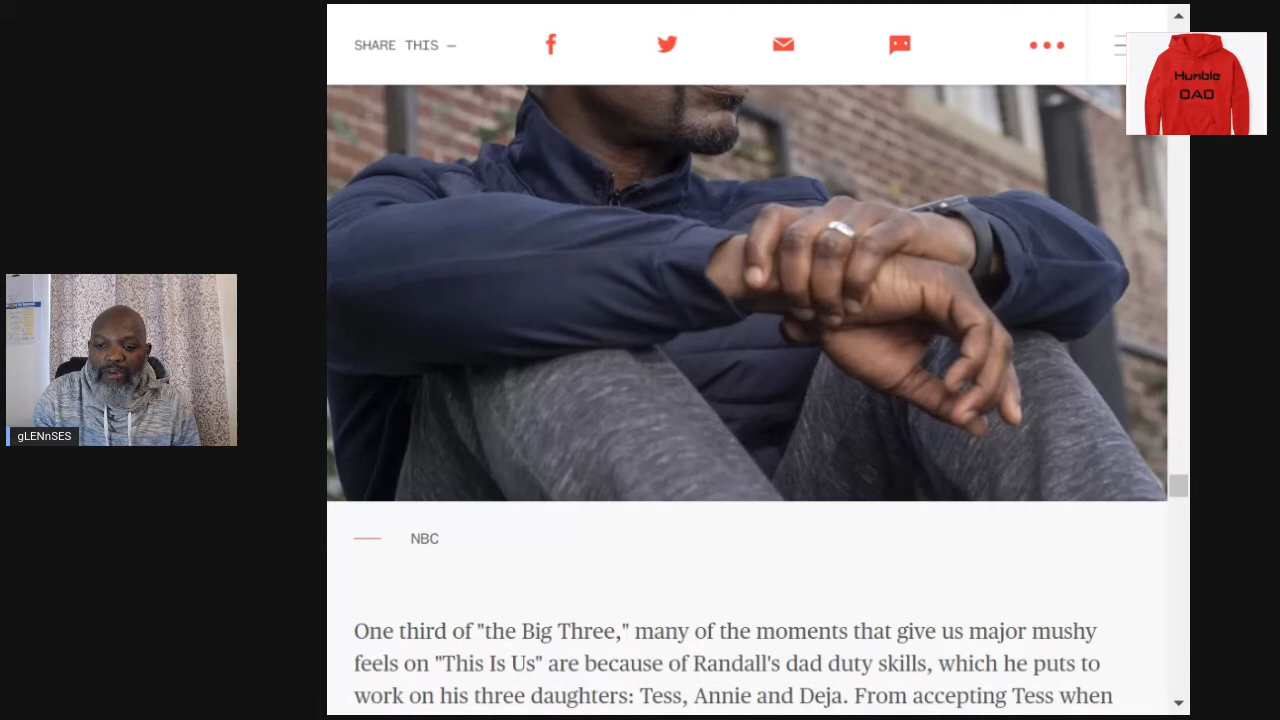 SHARE THIS —
Humble
DAD
gLENnSES
NBC
One third of "the Big Three," many of the moments that give us major mushy
feels on "This Is Us" are because of Randall's dad duty skills, which he puts to
work on his three daughters: Tess, Annie and Deja. From accepting Tess when